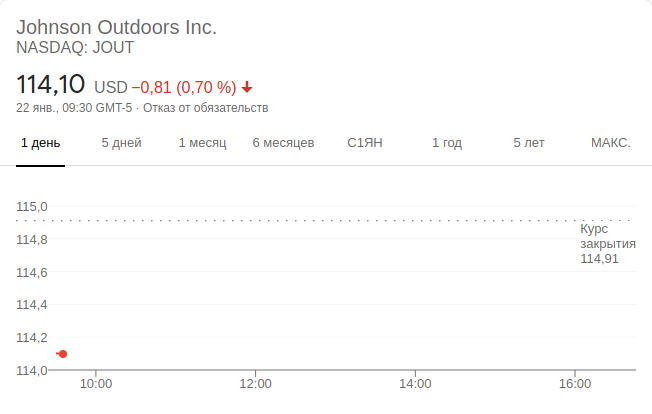 Johnson Outdoors Inc.
NASDAQ: JOUT
114,10 USD −0,81 (0,70 %)
22 янв., 09:30 GMT-5 · Отказ от обязательств
1 день 5 дней 1 месяц 6 месяцев С1ЯН 1 год 5 лет МАКС.
115,0
Курс
114,8
закрытия
114,91
114,6
114,4
114,2
114,0
10:00 12:00 14:00 16:00